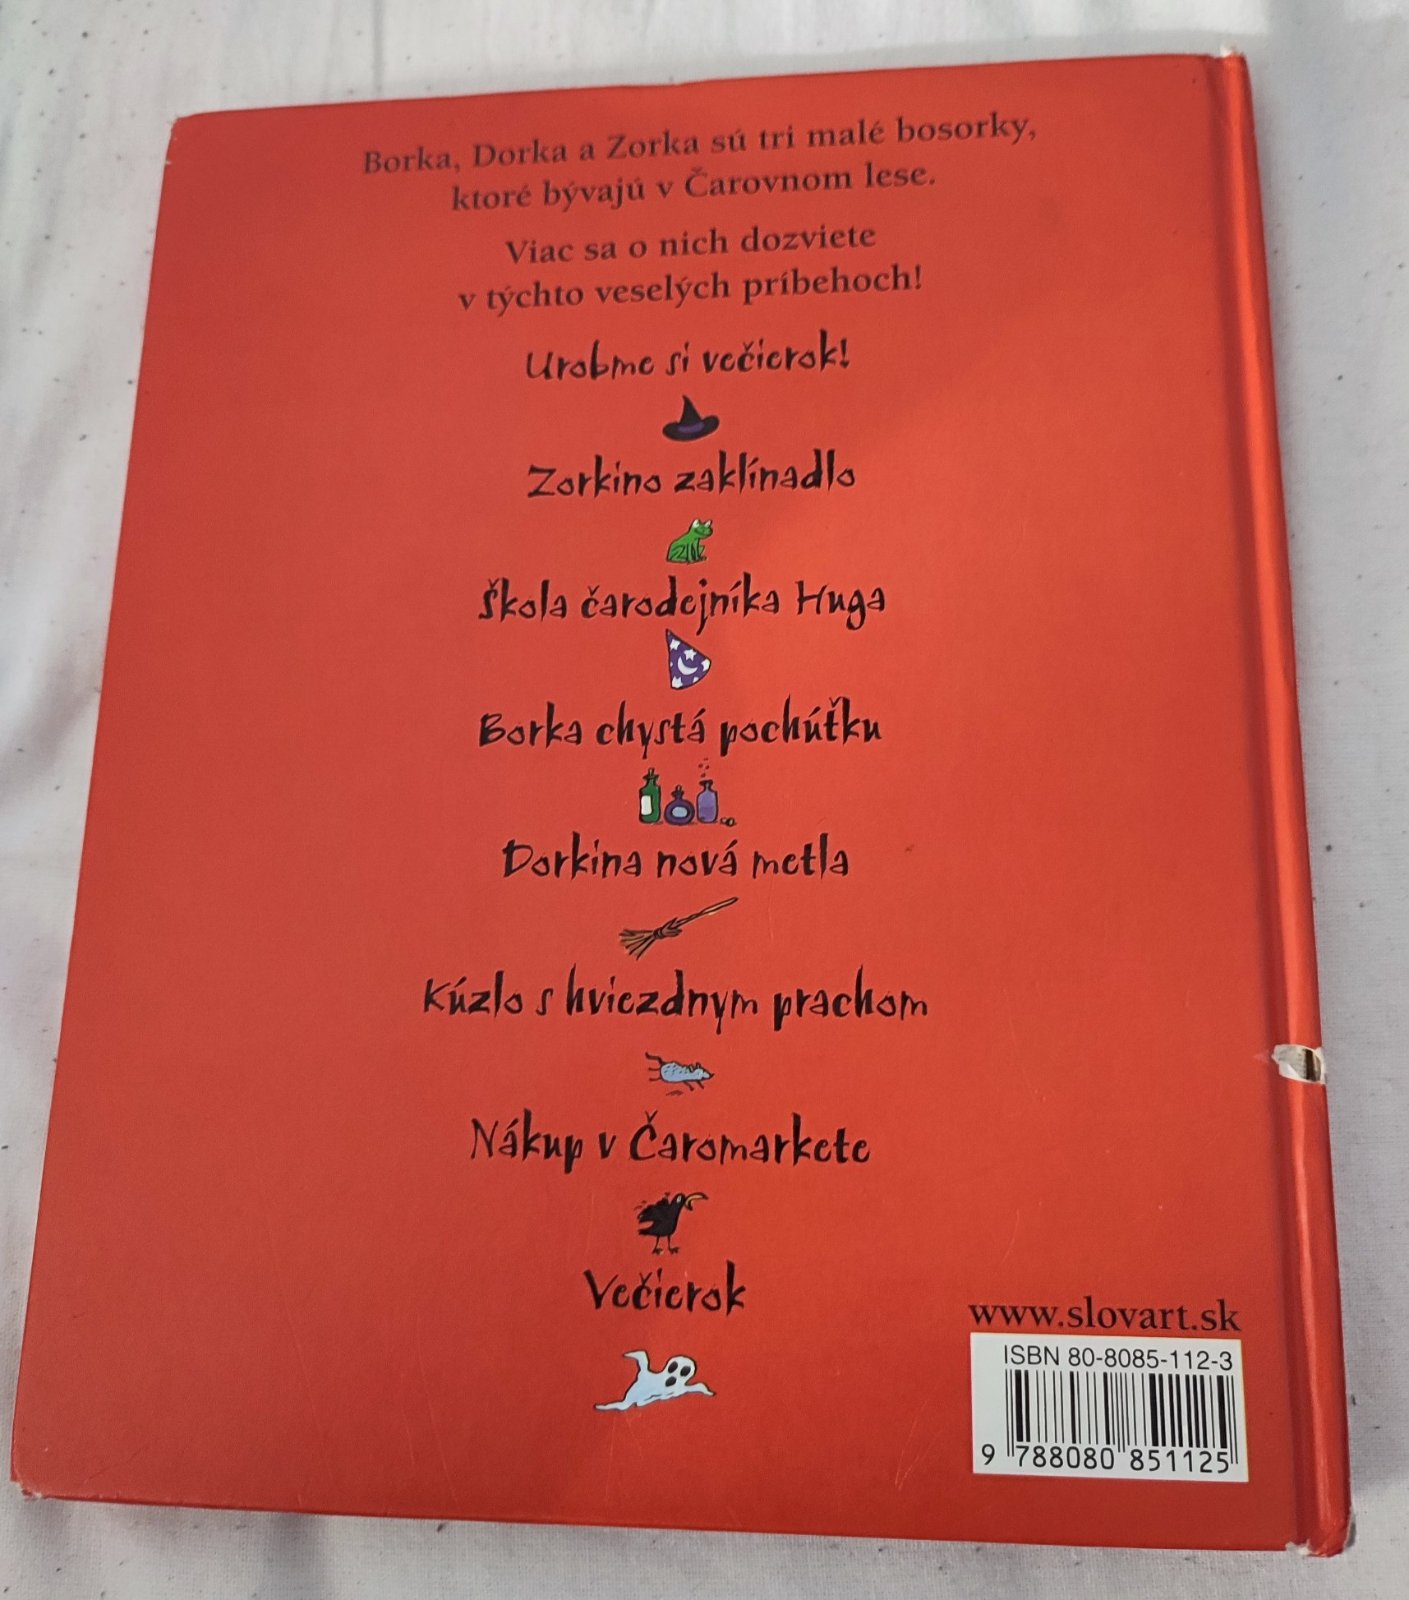 Borka, Dorka a Zorka sú tri malé bosorky,
ktoré bývajú v Čarovnom lese.
Viac sa o nich dozviete
v týchto veselých príbehoch!
Urobme si večierok!
Zorkino zaklínadlo
Škola čarodejníka Huga
Borka chystá pochúťku
Dorkina nová metla
Kúzlo s hviezdnym prachom
Nákup v Čaromarkete
Večierok
www.slovart.sk
ISBN 80-8085-112-3
9 788080 851125